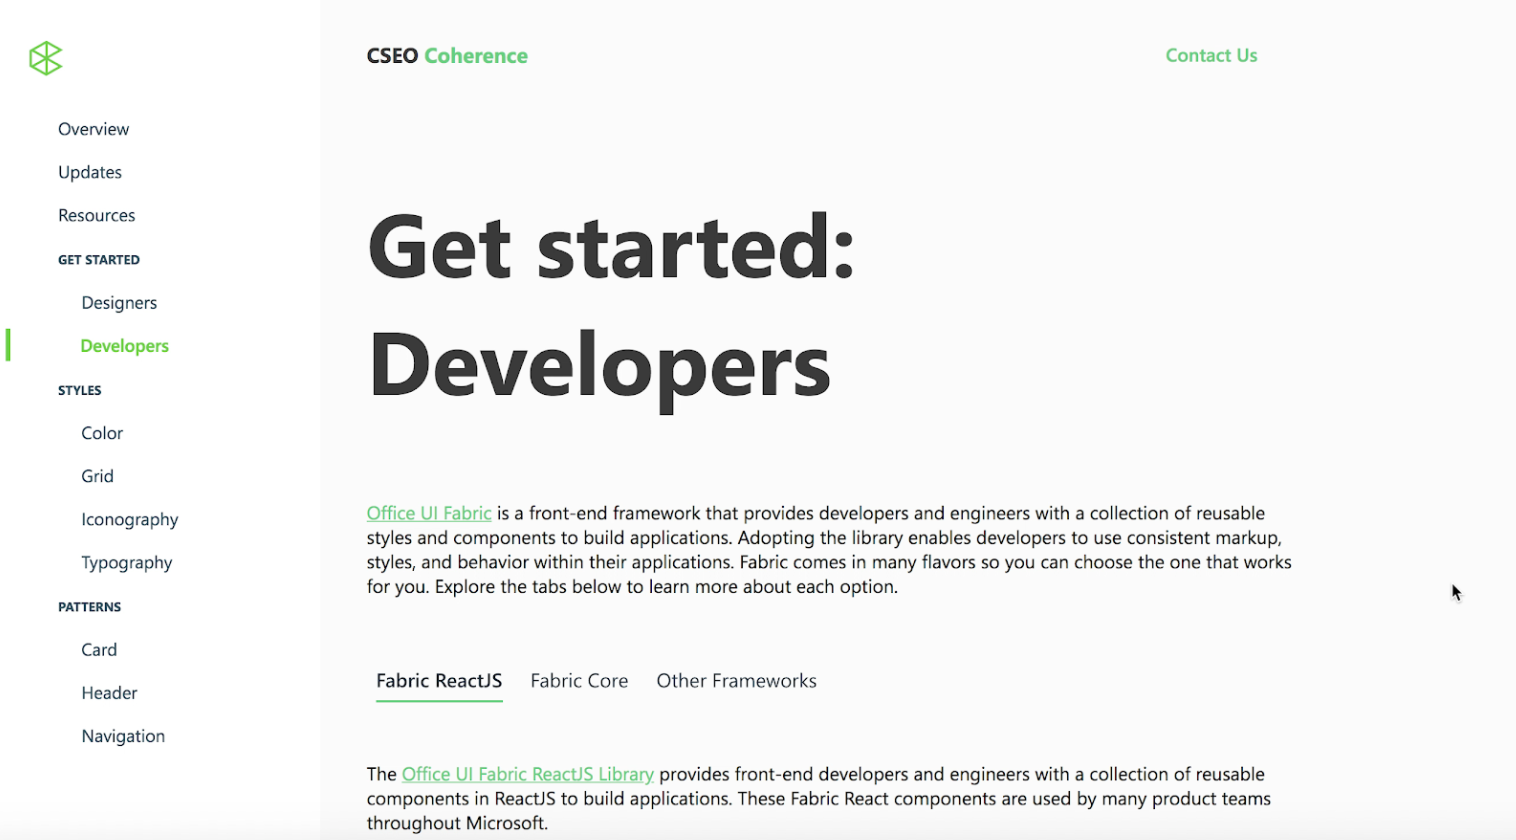 CSEO Coherence
Contact Us
Overview
Updates
Resources
GET STARTED
Designers
Developers
STYLES
Color
Grid
Iconography
Typography
PATTERNS
Card
Header
Navigation
Get started:
Developers
Office UI Fabric is a front-end framework that provides developers and engineers with a collection of reusable
styles and components to build applications. Adopting the library enables developers to use consistent markup,
styles, and behavior within their applications. Fabric comes in many flavors so you can choose the one that works
for you. Explore the tabs below to learn more about each option.
Fabric ReactJS
Fabric Core
Other Frameworks
The Office UI Fabric ReactJS Library provides front-end developers and engineers with a collection of reusable
components in ReactJS to build applications. These Fabric React components are used by many product teams
throughout Microsoft.